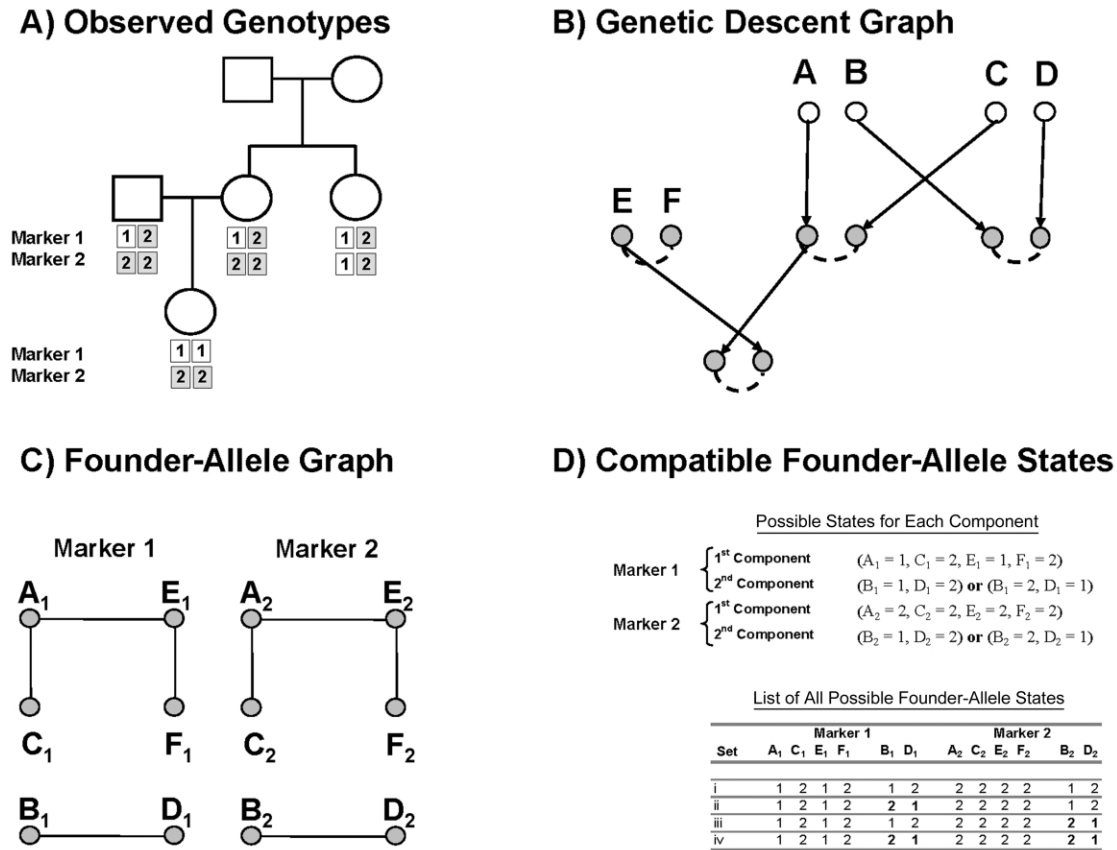 A) Observed Genotypes
Marker 1 1 2 1 2 1 2
Marker 2 2 2 2 2 1 2
Marker 1 1 1
Marker 2 2 2
B) Genetic Descent Graph
A B C D
E F
C) Founder-Allele Graph
Marker 1 Marker 2
A1 E1 A2 E2
C1 F1 C2 F2
B1 D1 B2 D2
D) Compatible Founder-Allele States
Possible States for Each Component
Marker 1
1st Component (A1 = 1, C1 = 2, E1 = 1, F1 = 2)
2nd Component (B1 = 1, D1 = 2) or (B1 = 2, D1 = 1)
Marker 2
1st Component (A2 = 2, C2 = 2, E2 = 2, F2 = 2)
2nd Component (B2 = 1, D2 = 2) or (B2 = 2, D2 = 1)
List of All Possible Founder-Allele States
Marker 1 Marker 2
Set A1 C1 E1 F1 B1 D1 A2 C2 E2 F2 B2 D2
i 1 2 1 2 1 2 2 2 2 2 1 2
ii 1 2 1 2 2 1 2 2 2 2 1 2
iii 1 2 1 2 1 2 2 2 2 2 2 1
iv 1 2 1 2 2 1 2 2 2 2 2 1